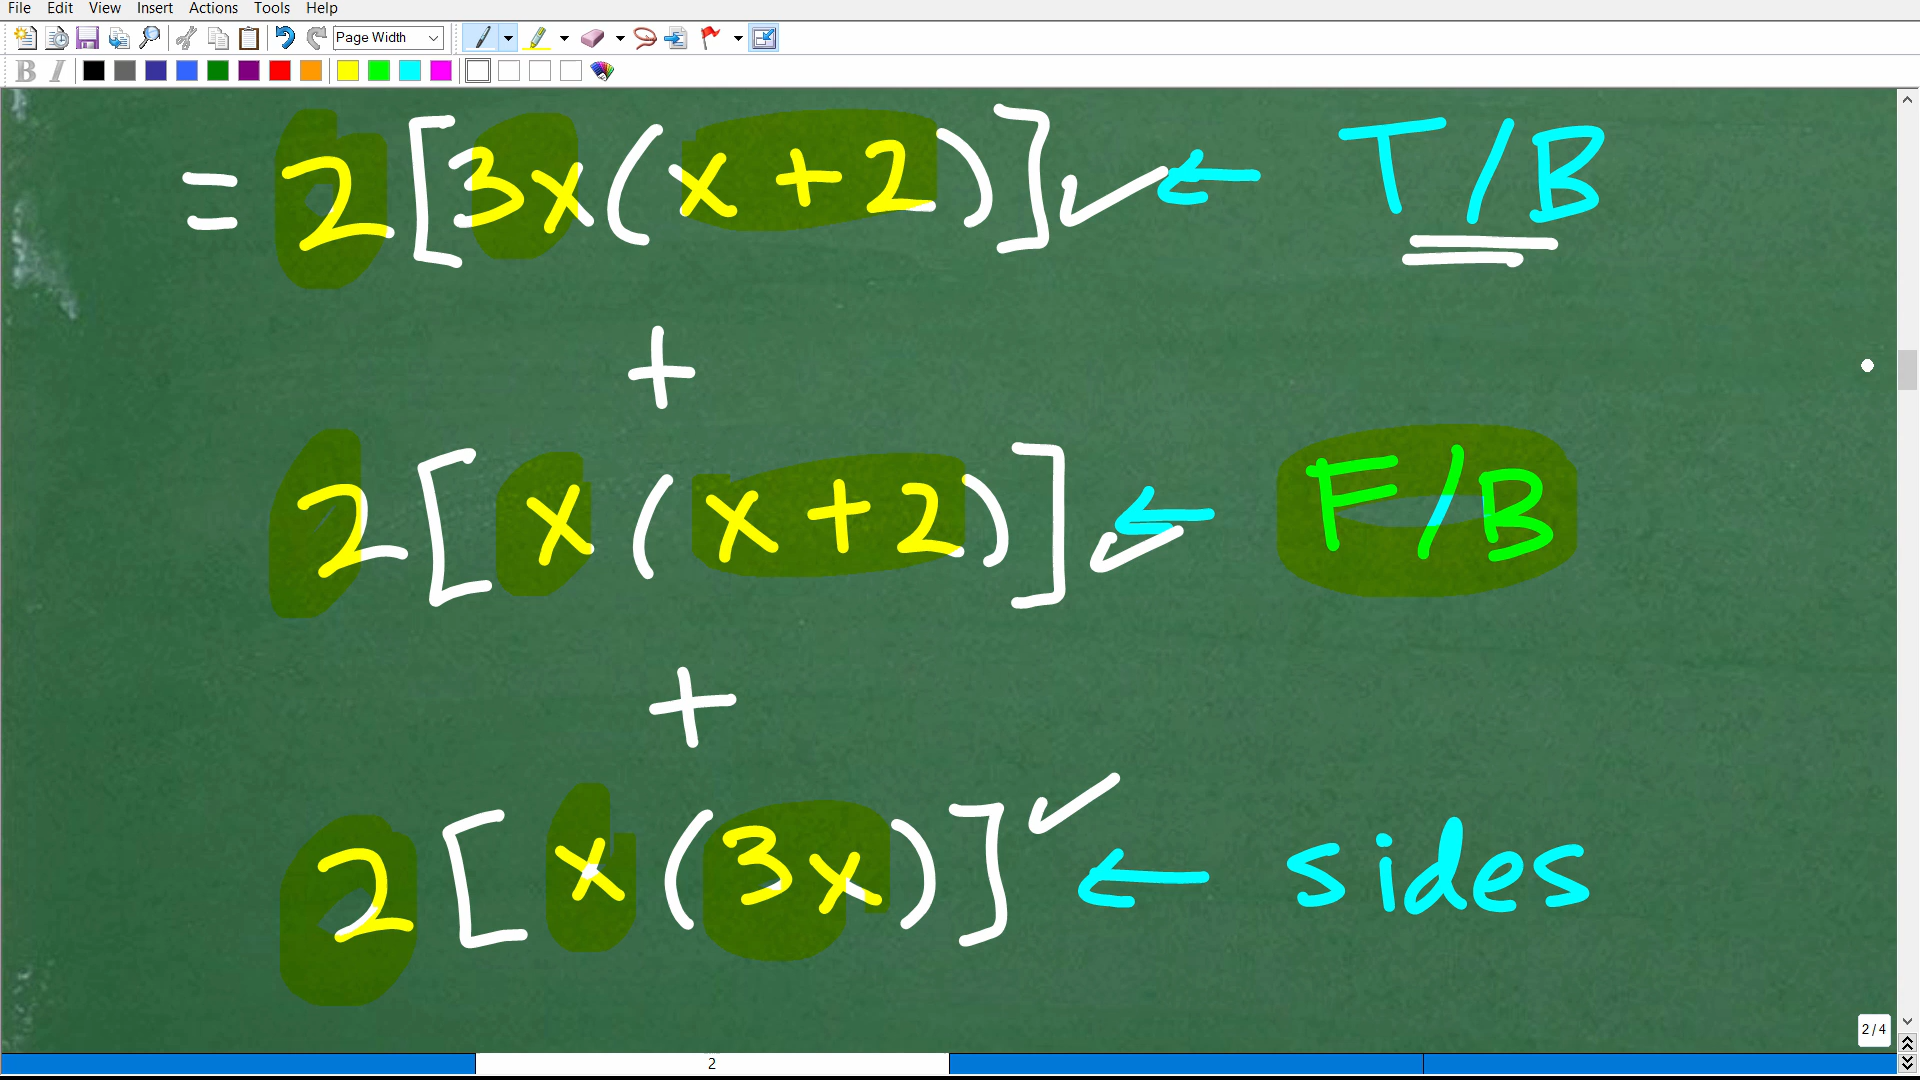 File Edit View Insert Actions Tools Help
Page Width
B I
= 2 [3x(x + 2)] ✓ ← T/B
+
2 [x (x + 2)] ✓ ← F/B
+
2 [x (3x)] ✓ ← sides
2 / 4
2